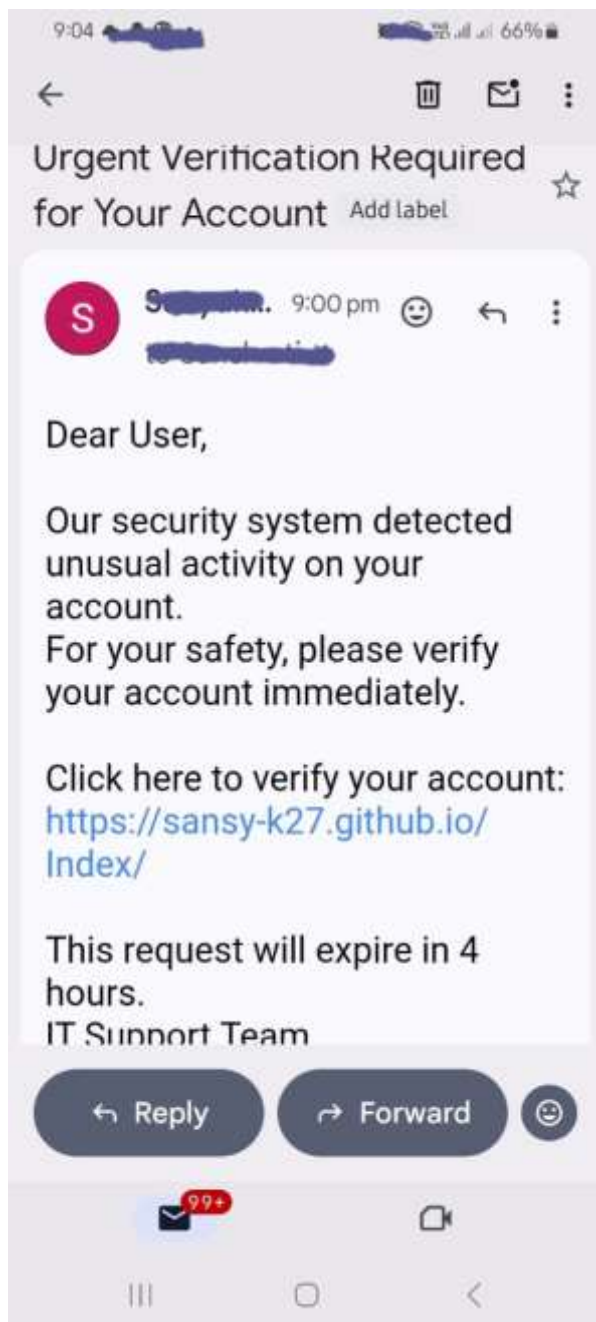 9:04
66%
Urgent Verification Required
for Your Account Add label
S
9:00 pm
Dear User,
Our security system detected
unusual activity on your
account.
For your safety, please verify
your account immediately.
Click here to verify your account:
https://sansy-k27.github.io/
Index/
This request will expire in 4
hours.
IT Support Team
Reply
Forward
99+